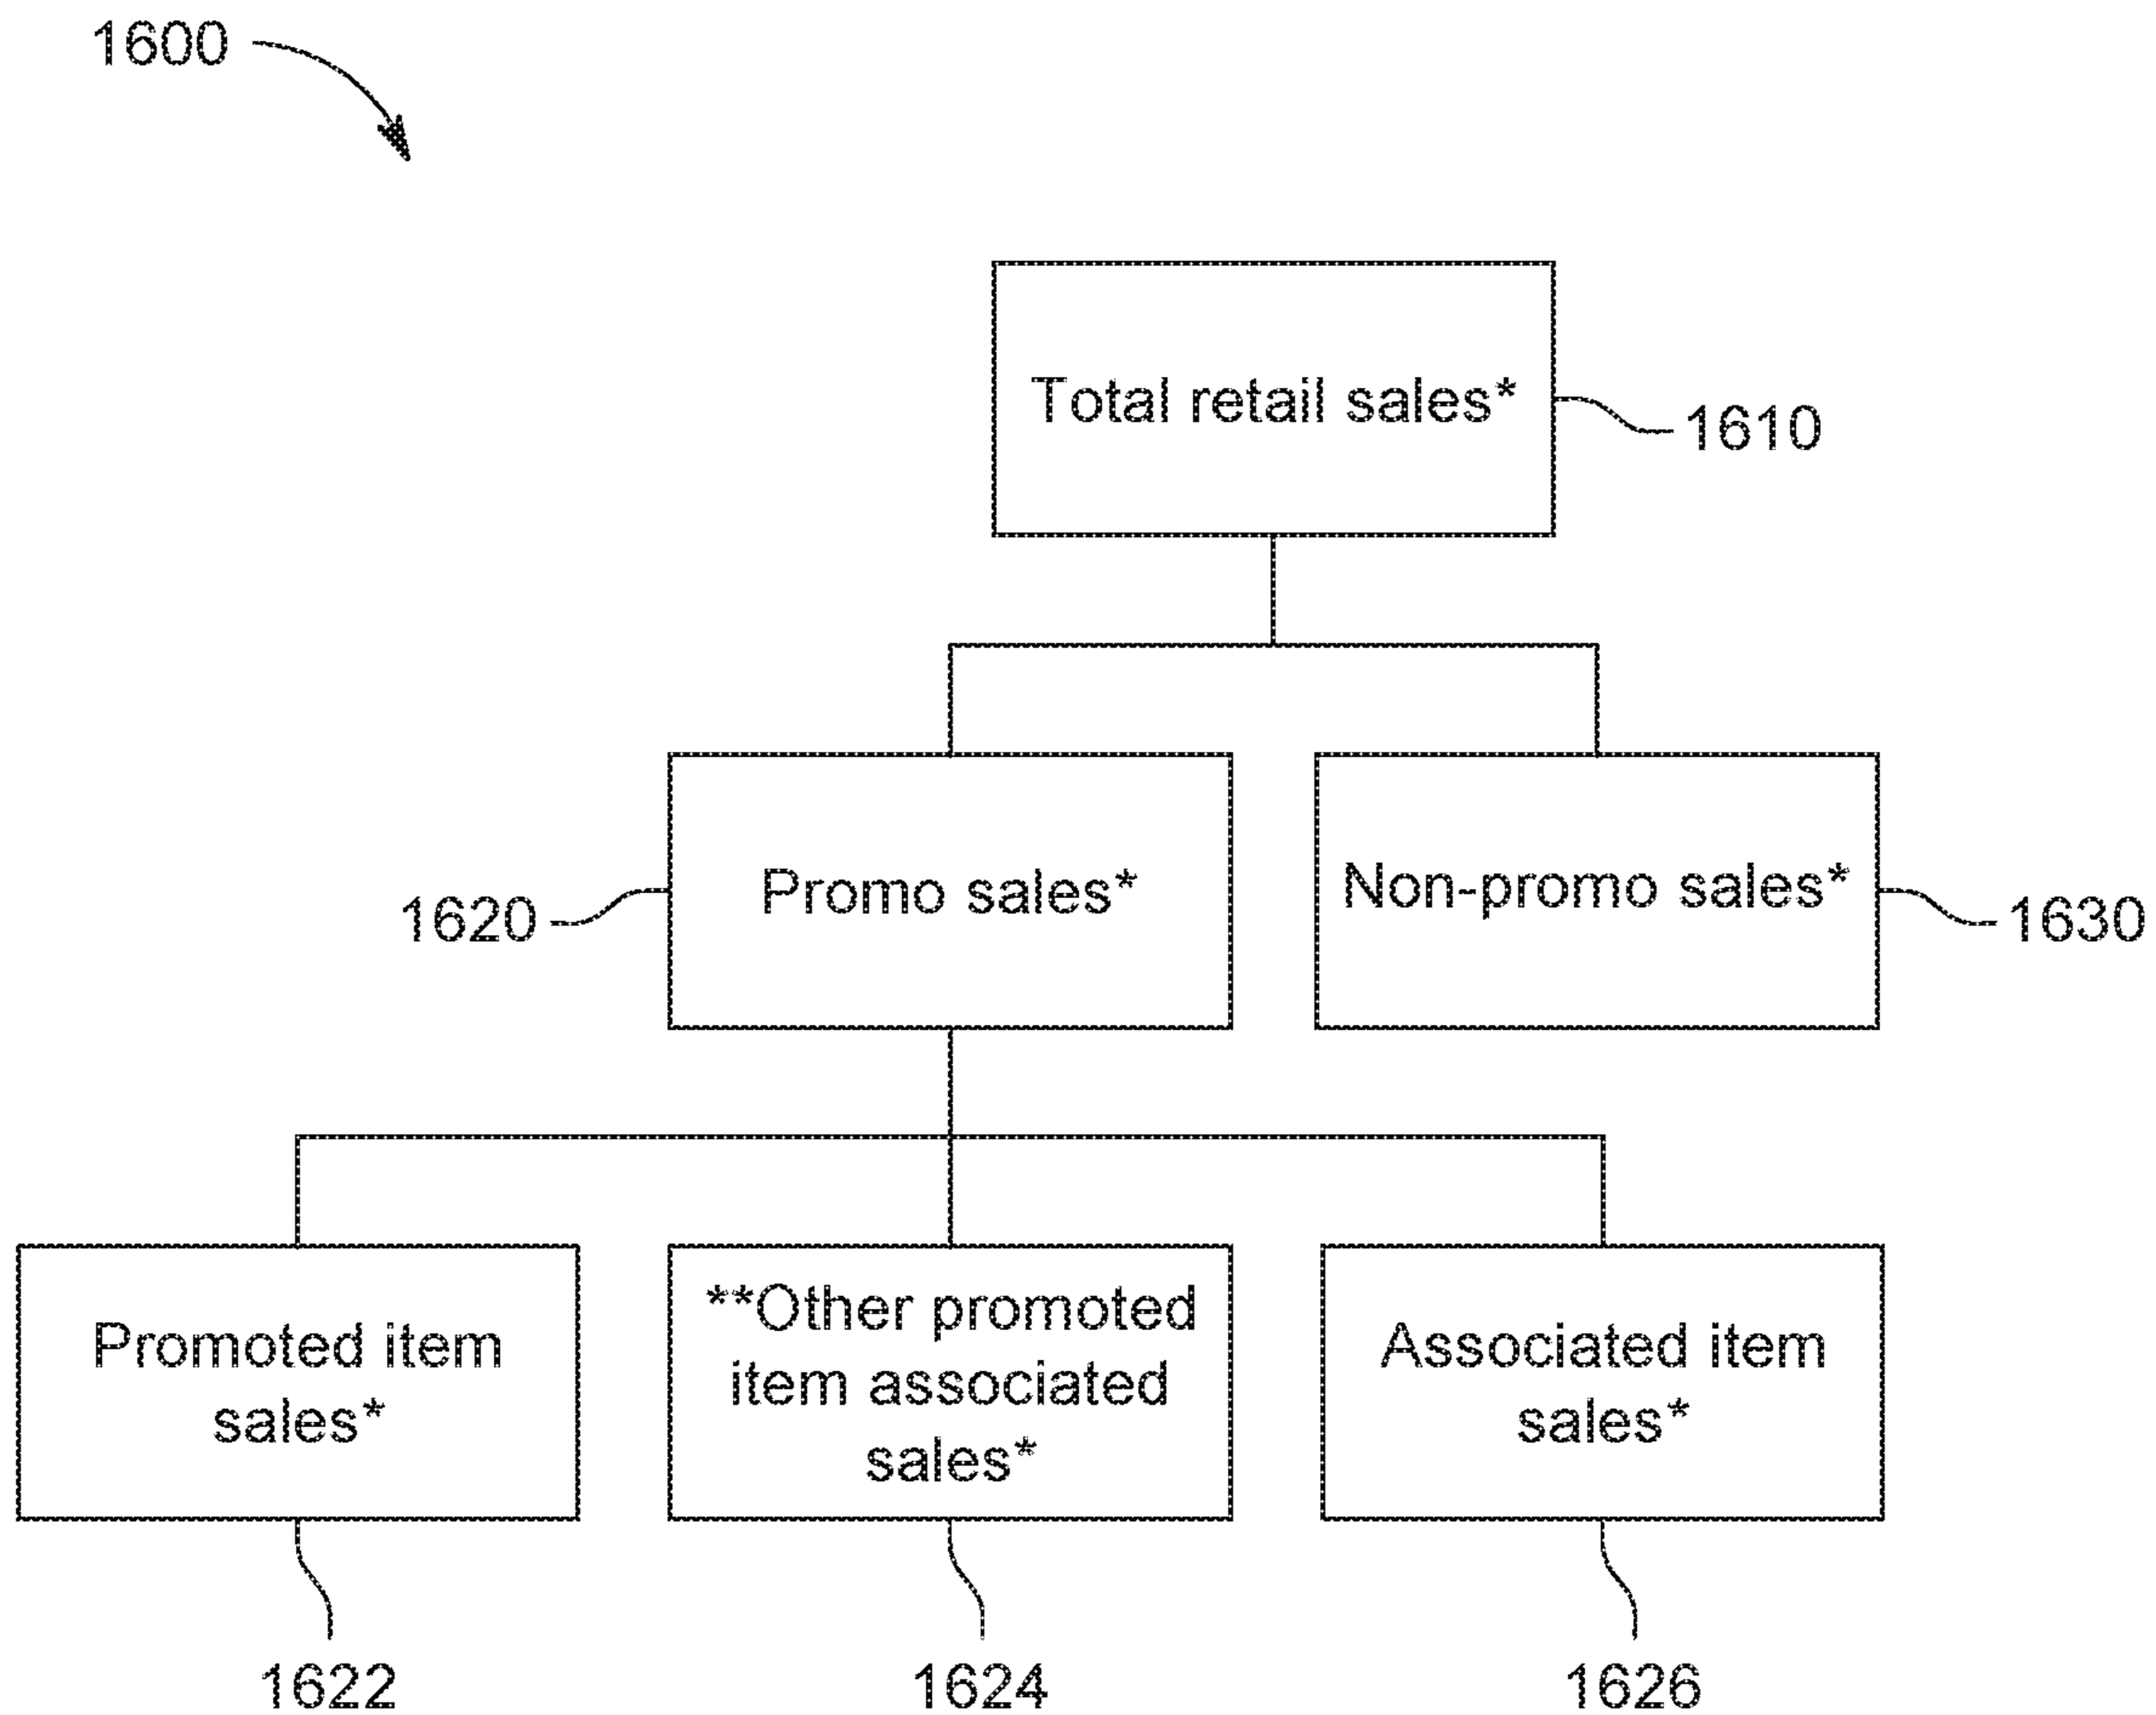 1600
Total retail sales*
1610
Promo sales*
Non-promo sales*
1620
1630
Promoted item
sales*
**Other promoted
item associated
sales*
Associated item
sales*
1622
1624
1626